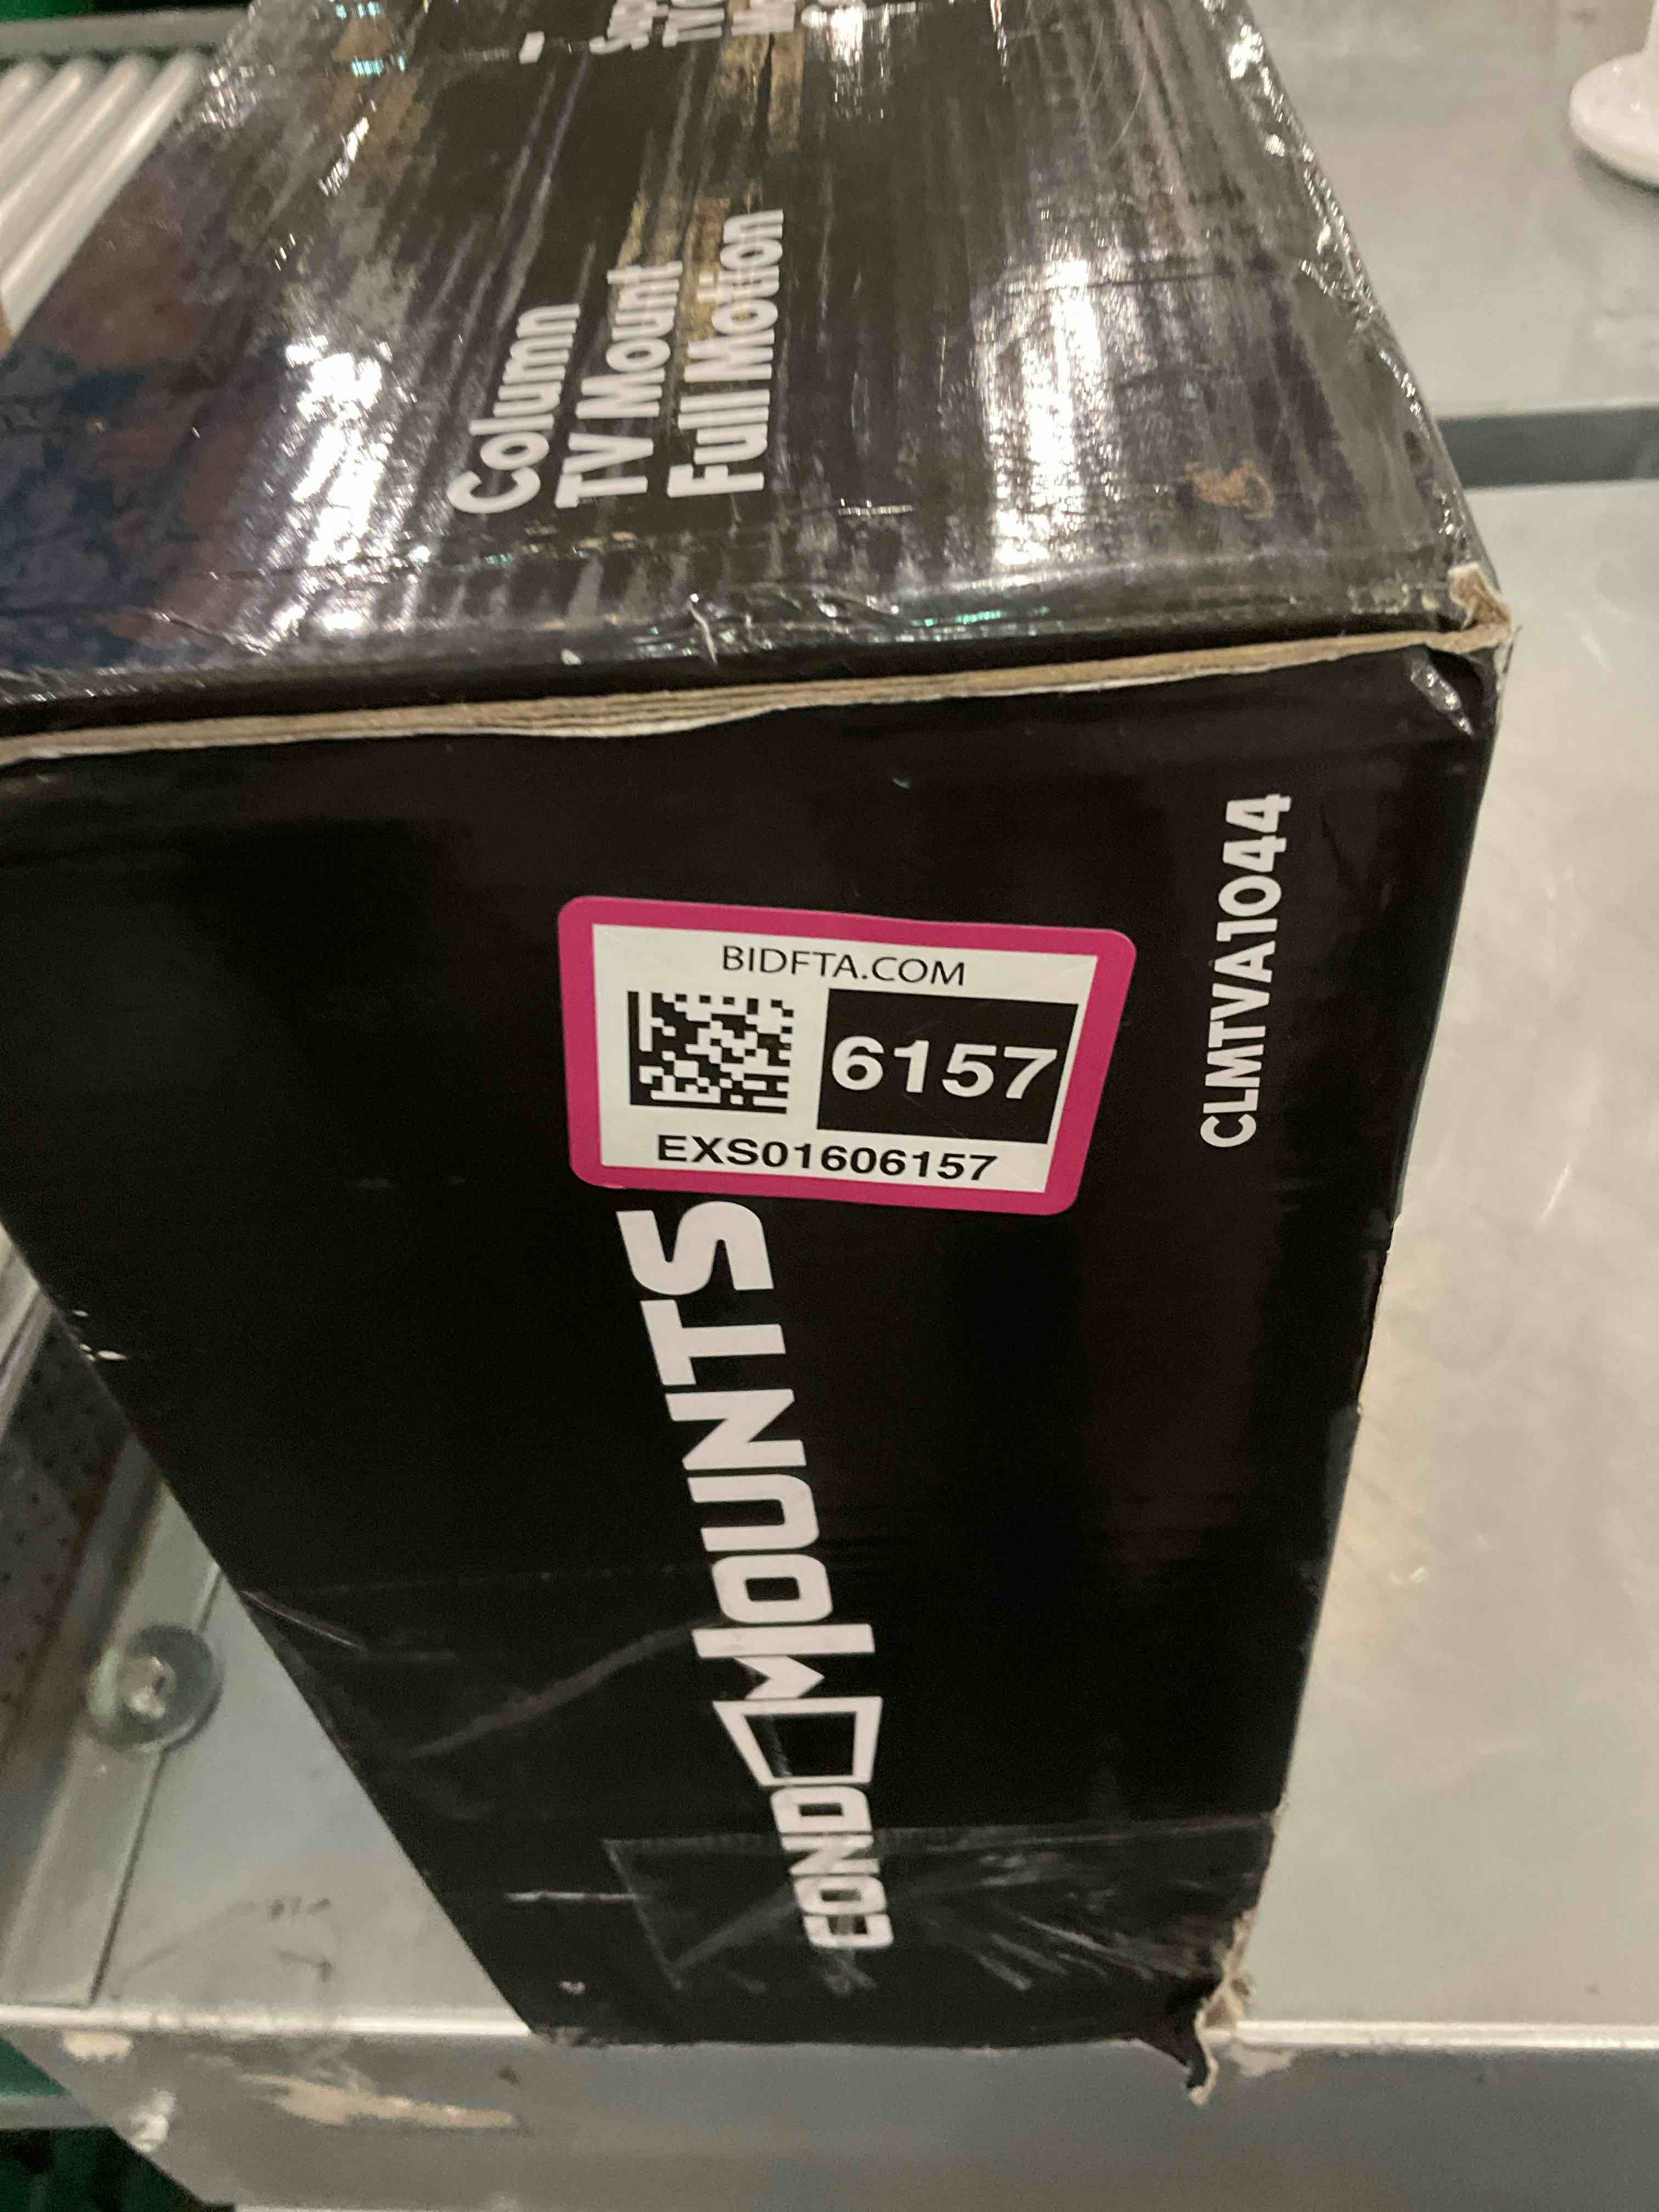 Column
TV Mount
Full Motion
BIDFTA.COM
6157
EXS01606157
CLMTVA1044
CONDOMOUNTS